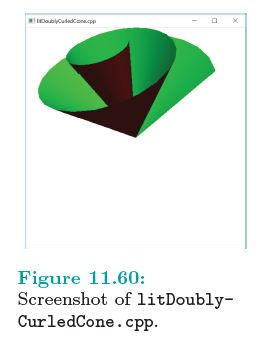 litDoublyCurledCone.cpp
Figure 11.60:
Screenshot of litDoubly-
CurledCone.cpp.